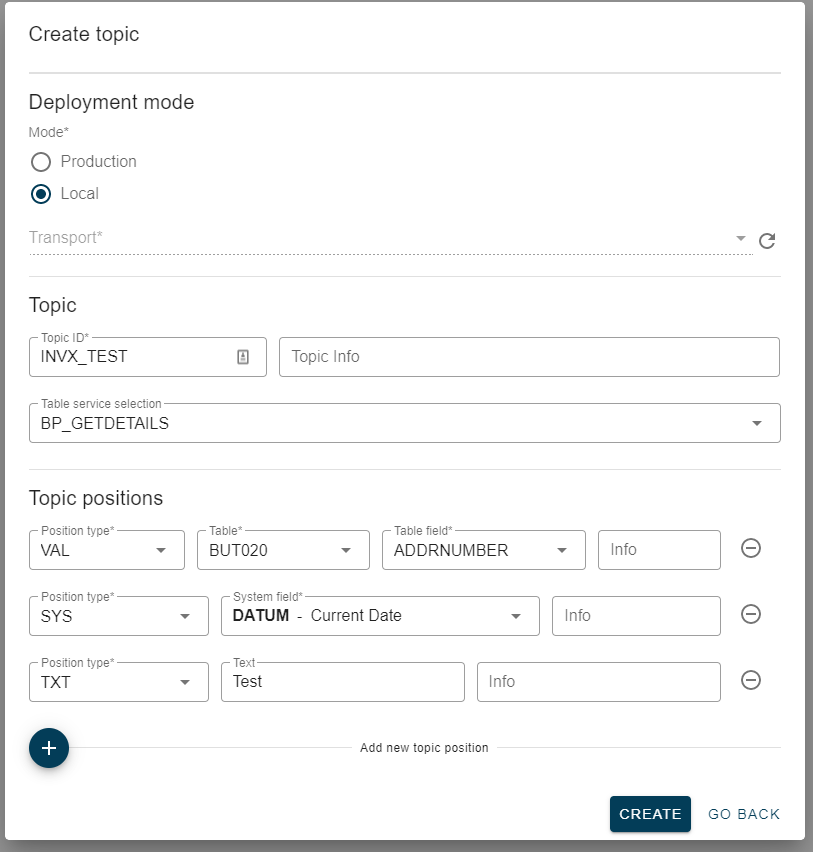 Create topic
Deployment mode
Mode*
Production
Local
Transport*
Topic
Topic ID*
INVX_TEST
Topic Info
Table service selection
BP_GETDETAILS
Topic positions
Position type* Table* Table field*
VAL BUT020 ADDRNUMBER Info
Position type* System field*
SYS DATUM - Current Date Info
Position type* Text
TXT Test Info
+ Add new topic position
CREATE GO BACK